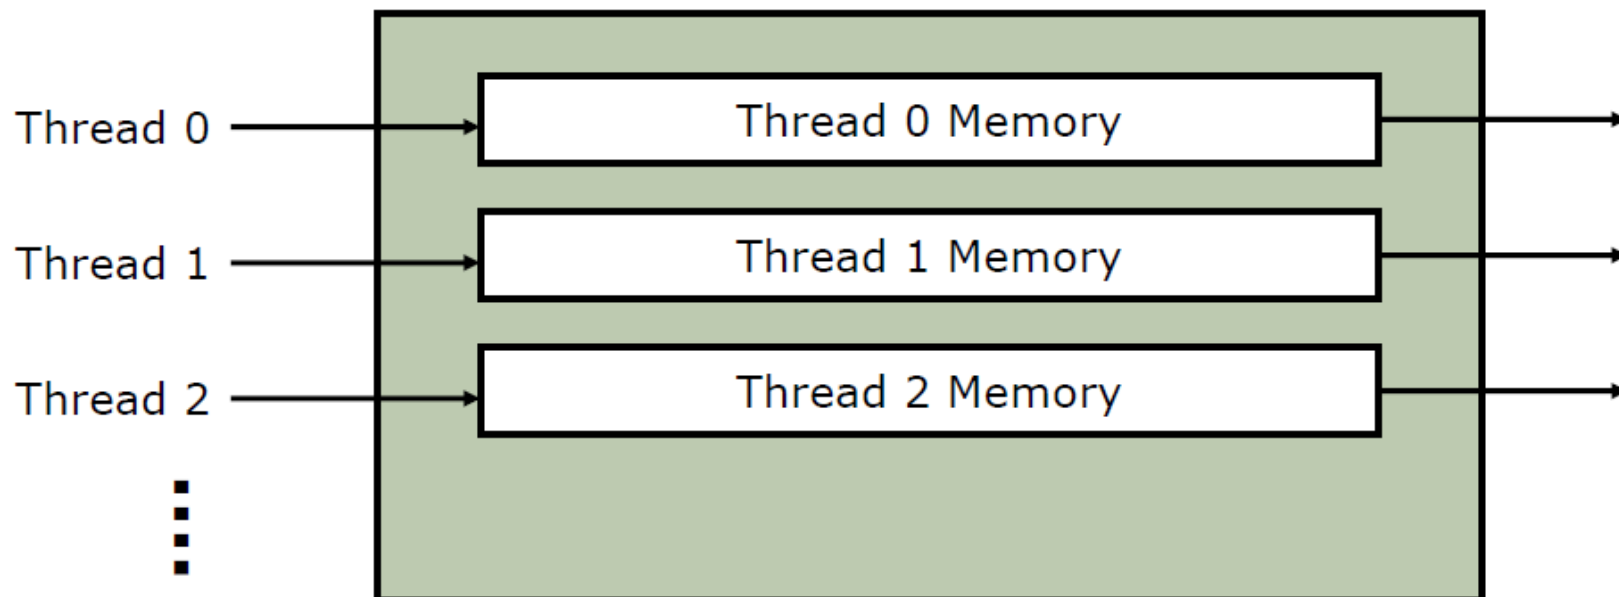 Thread 0
Thread 0 Memory
Thread 1
Thread 1 Memory
Thread 2
Thread 2 Memory